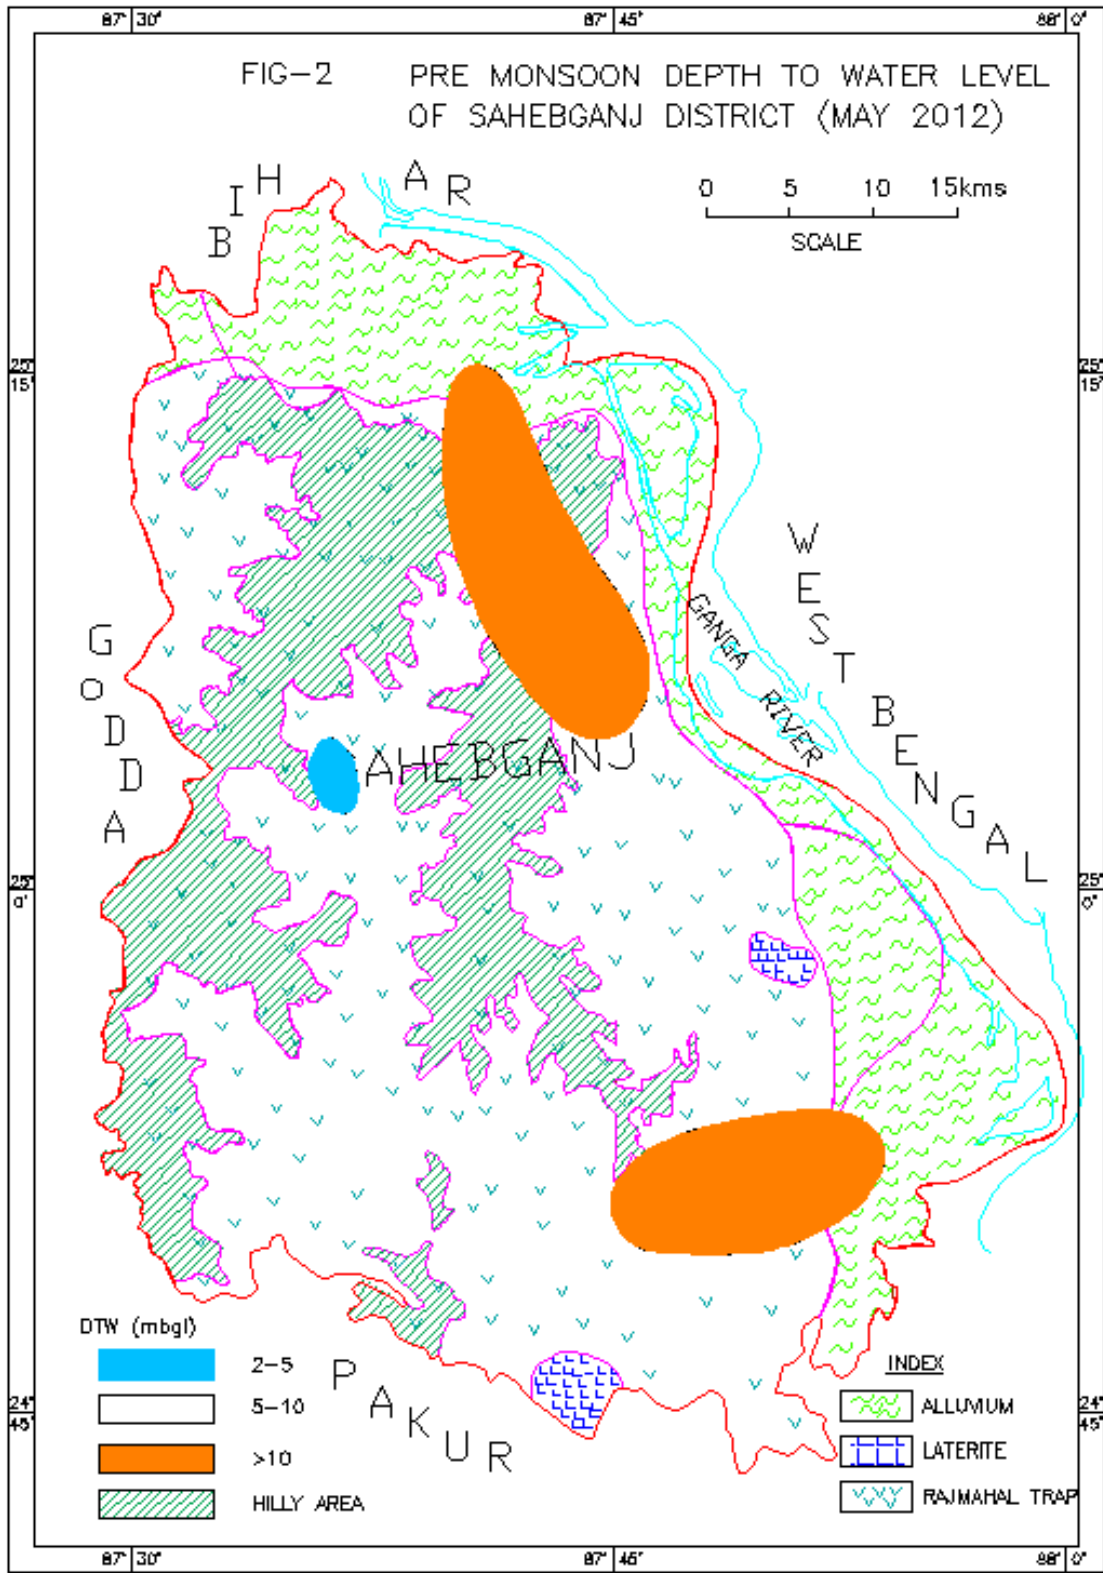 87° 30' 87° 45' 88° 0'
FIG-2 PRE MONSOON DEPTH TO WATER LEVEL
OF SAHEBGANJ DISTRICT (MAY 2012)
BIHAR
0 5 10 15kms
SCALE
25° 15' 25° 15'
WEST BENGAL
GANGA RIVER
GoDDA
AHEBGANJ
25° 0' 25° 0'
DTW (mbgl)
2-5
5-10
>10
HILLY AREA
PAKUR
INDEX
ALLUVIUM
LATERITE
RAJMAHAL TRAP
24° 45' 24° 45'
87° 30' 87° 45' 88° 0'